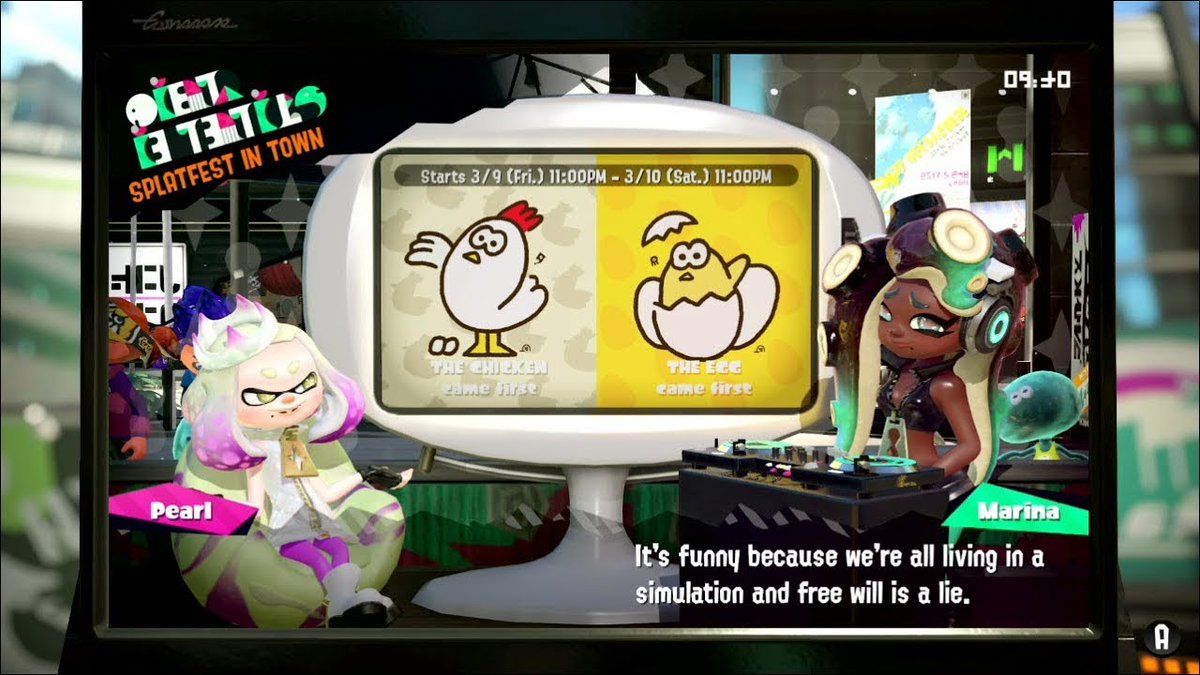 SPLATFEST IN TOWN
09:40
Starts 3/9 (Fri.) 11:00PM - 3/10 (Sat.) 11:00PM
THE CHICKEN
came first
THE EGG
came first
Pearl
Marina
It's funny because we're all living in a
simulation and free will is a lie.
A